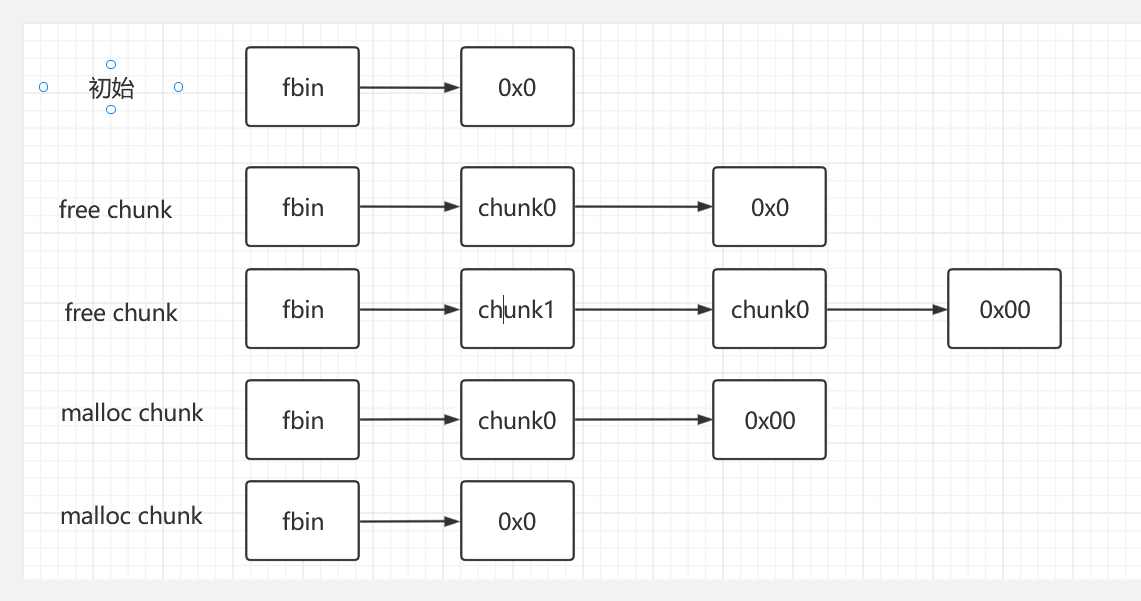 初始 fbin 0x0
free chunk fbin chunk0 0x0
free chunk fbin chunk1 chunk0 0x00
malloc chunk fbin chunk0 0x00
malloc chunk fbin 0x0